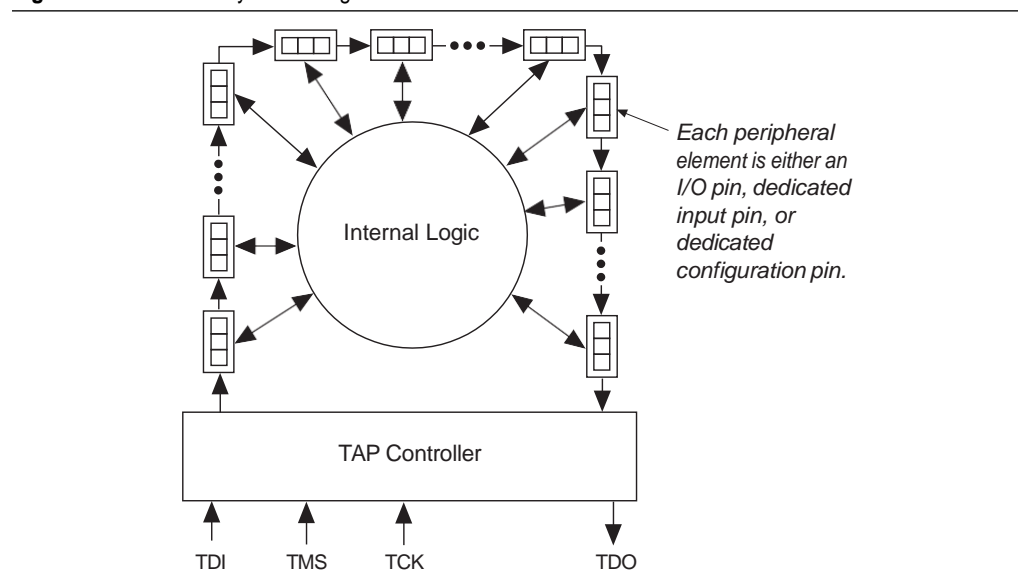 Internal Logic
Each peripheral
element is either an
I/O pin, dedicated
input pin, or
dedicated
configuration pin.
TAP Controller
TDI TMS TCK TDO